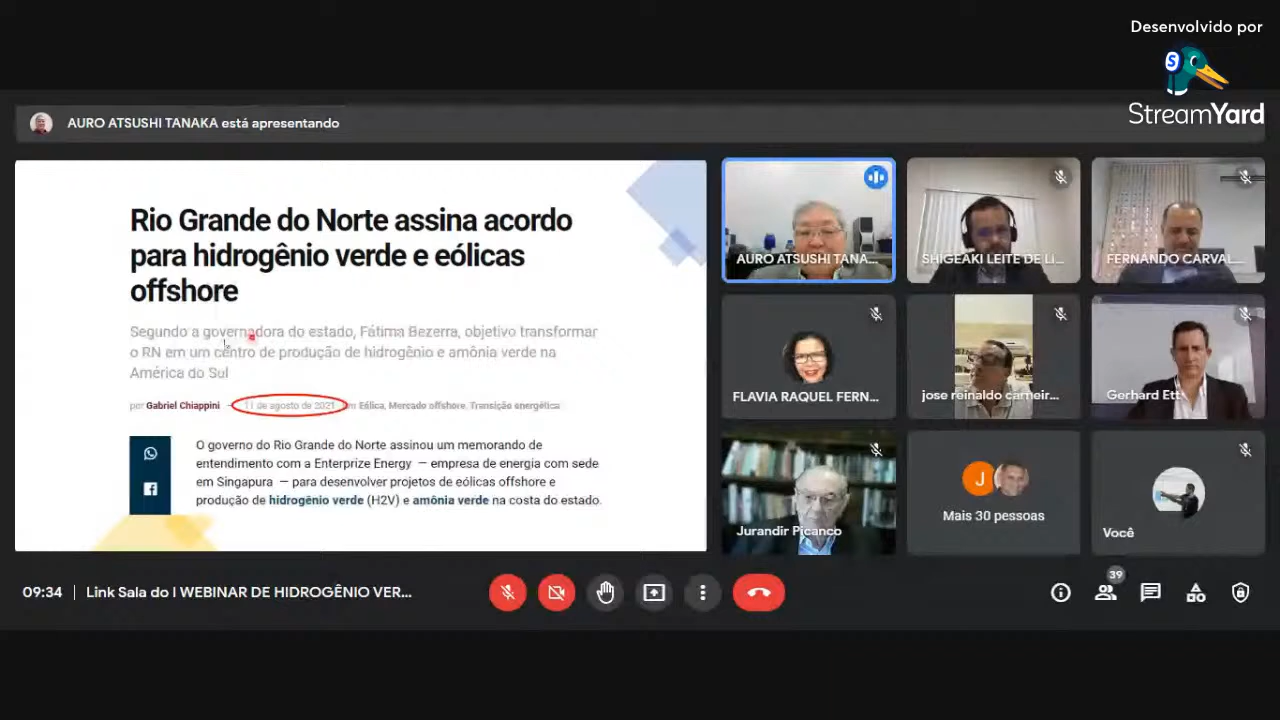 Desenvolvido por
StreamYard
AURO ATSUSHI TANAKA está apresentando
Rio Grande do Norte assina acordo
para hidrogênio verde e eólicas
offshore
Segundo a governadora do estado, Fátima Bezerra, objetivo transformar
o RN em um centro de produção de hidrogênio e amônia verde na
América do Sul
por Gabriel Chiappini — 11 de agosto de 2021 em Eólica, Mercado offshore, Transição energética
O governo do Rio Grande do Norte assinou um memorando de
entendimento com a Enterprize Energy — empresa de energia com sede
em Singapura — para desenvolver projetos de eólicas offshore e
produção de hidrogênio verde (H2V) e amônia verde na costa do estado.
AURO ATSUSHI TANA...
SHIGEAKI LEITE DE LI...
FERNANDO CARVAL...
FLAVIA RAQUEL FERN...
jose reinaldo carneir...
Gerhard Ett
Jurandir Picanco
J
Mais 30 pessoas
Você
09:34 | Link Sala do I WEBINAR DE HIDROGÊNIO VER...
39